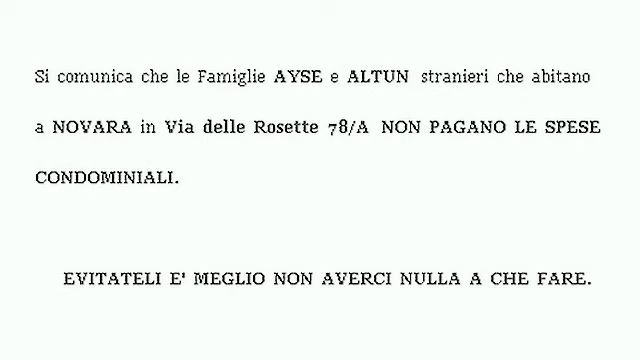 Si comunica che le Famiglie AYSE e ALTUN stranieri che abitano
a NOVARA in Via delle Rosette 78/A NON PAGANO LE SPESE
CONDOMINIALI.
EVITATELI E' MEGLIO NON AVERCI NULLA A CHE FARE.